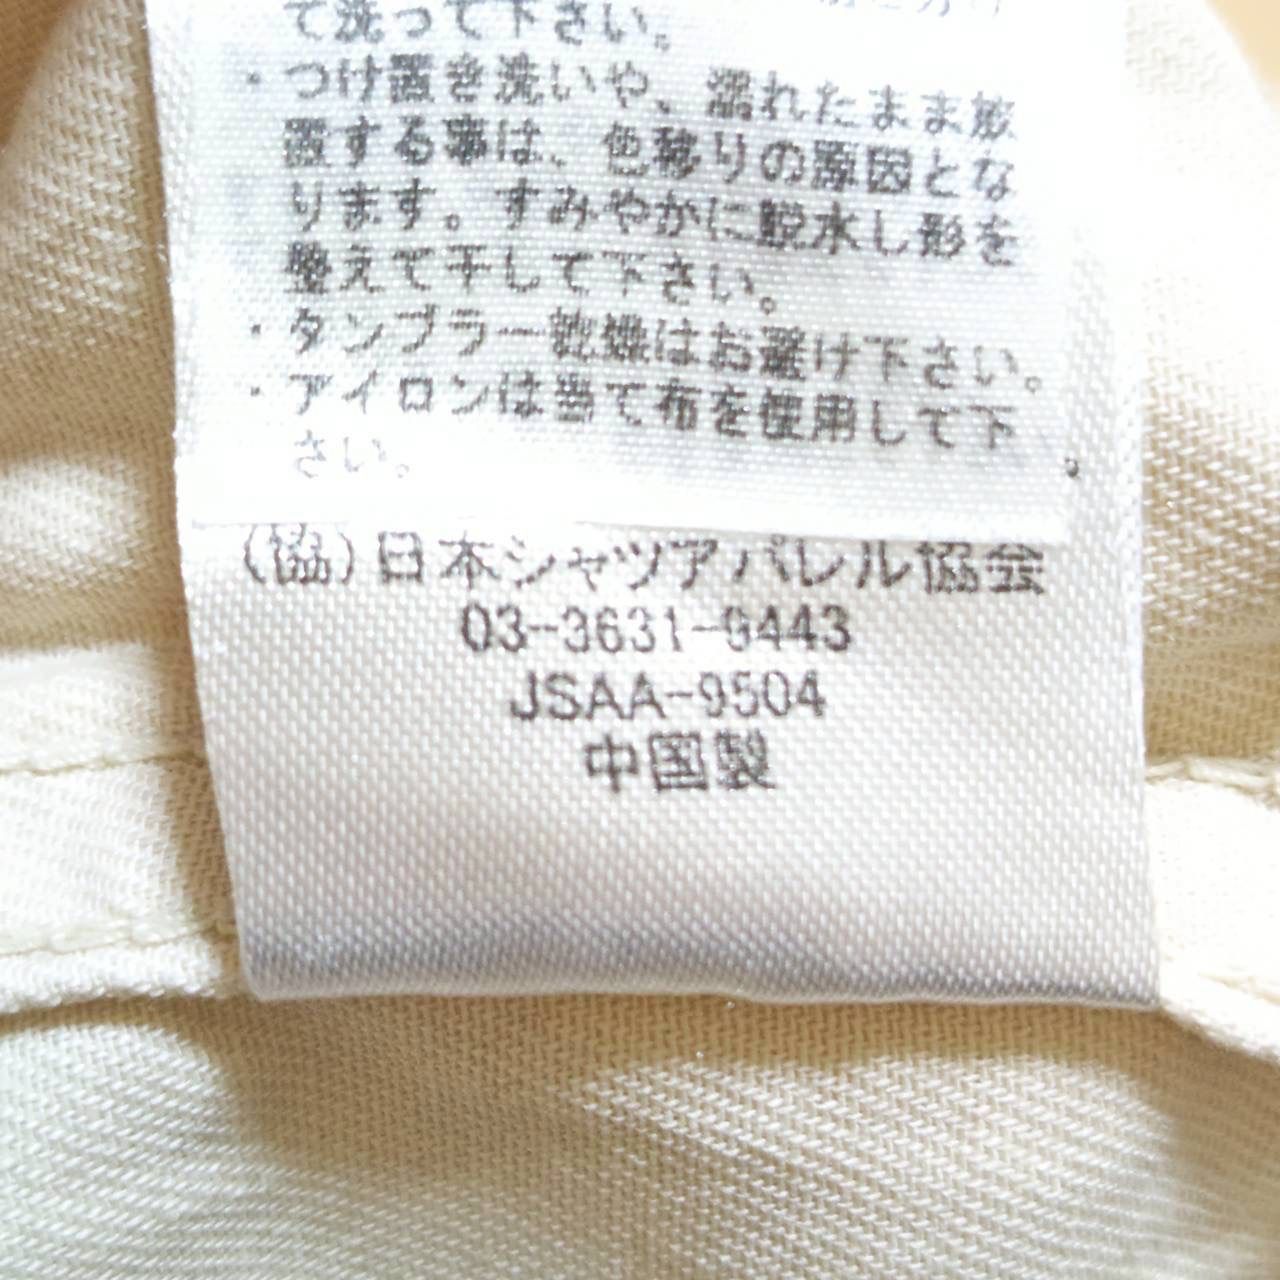 て洗って下さい。
・つけ置き洗いや、濡れたまま放
置する事は、色移りの原因とな
ります。すみやかに脱水し形を
整えて干して下さい。
・タンブラー乾燥はお避け下さい。
・アイロンは当て布を使用して下
さい。
(協)日本シャツアパレル協会
03-3631-9443
JSAA-9504
中国製